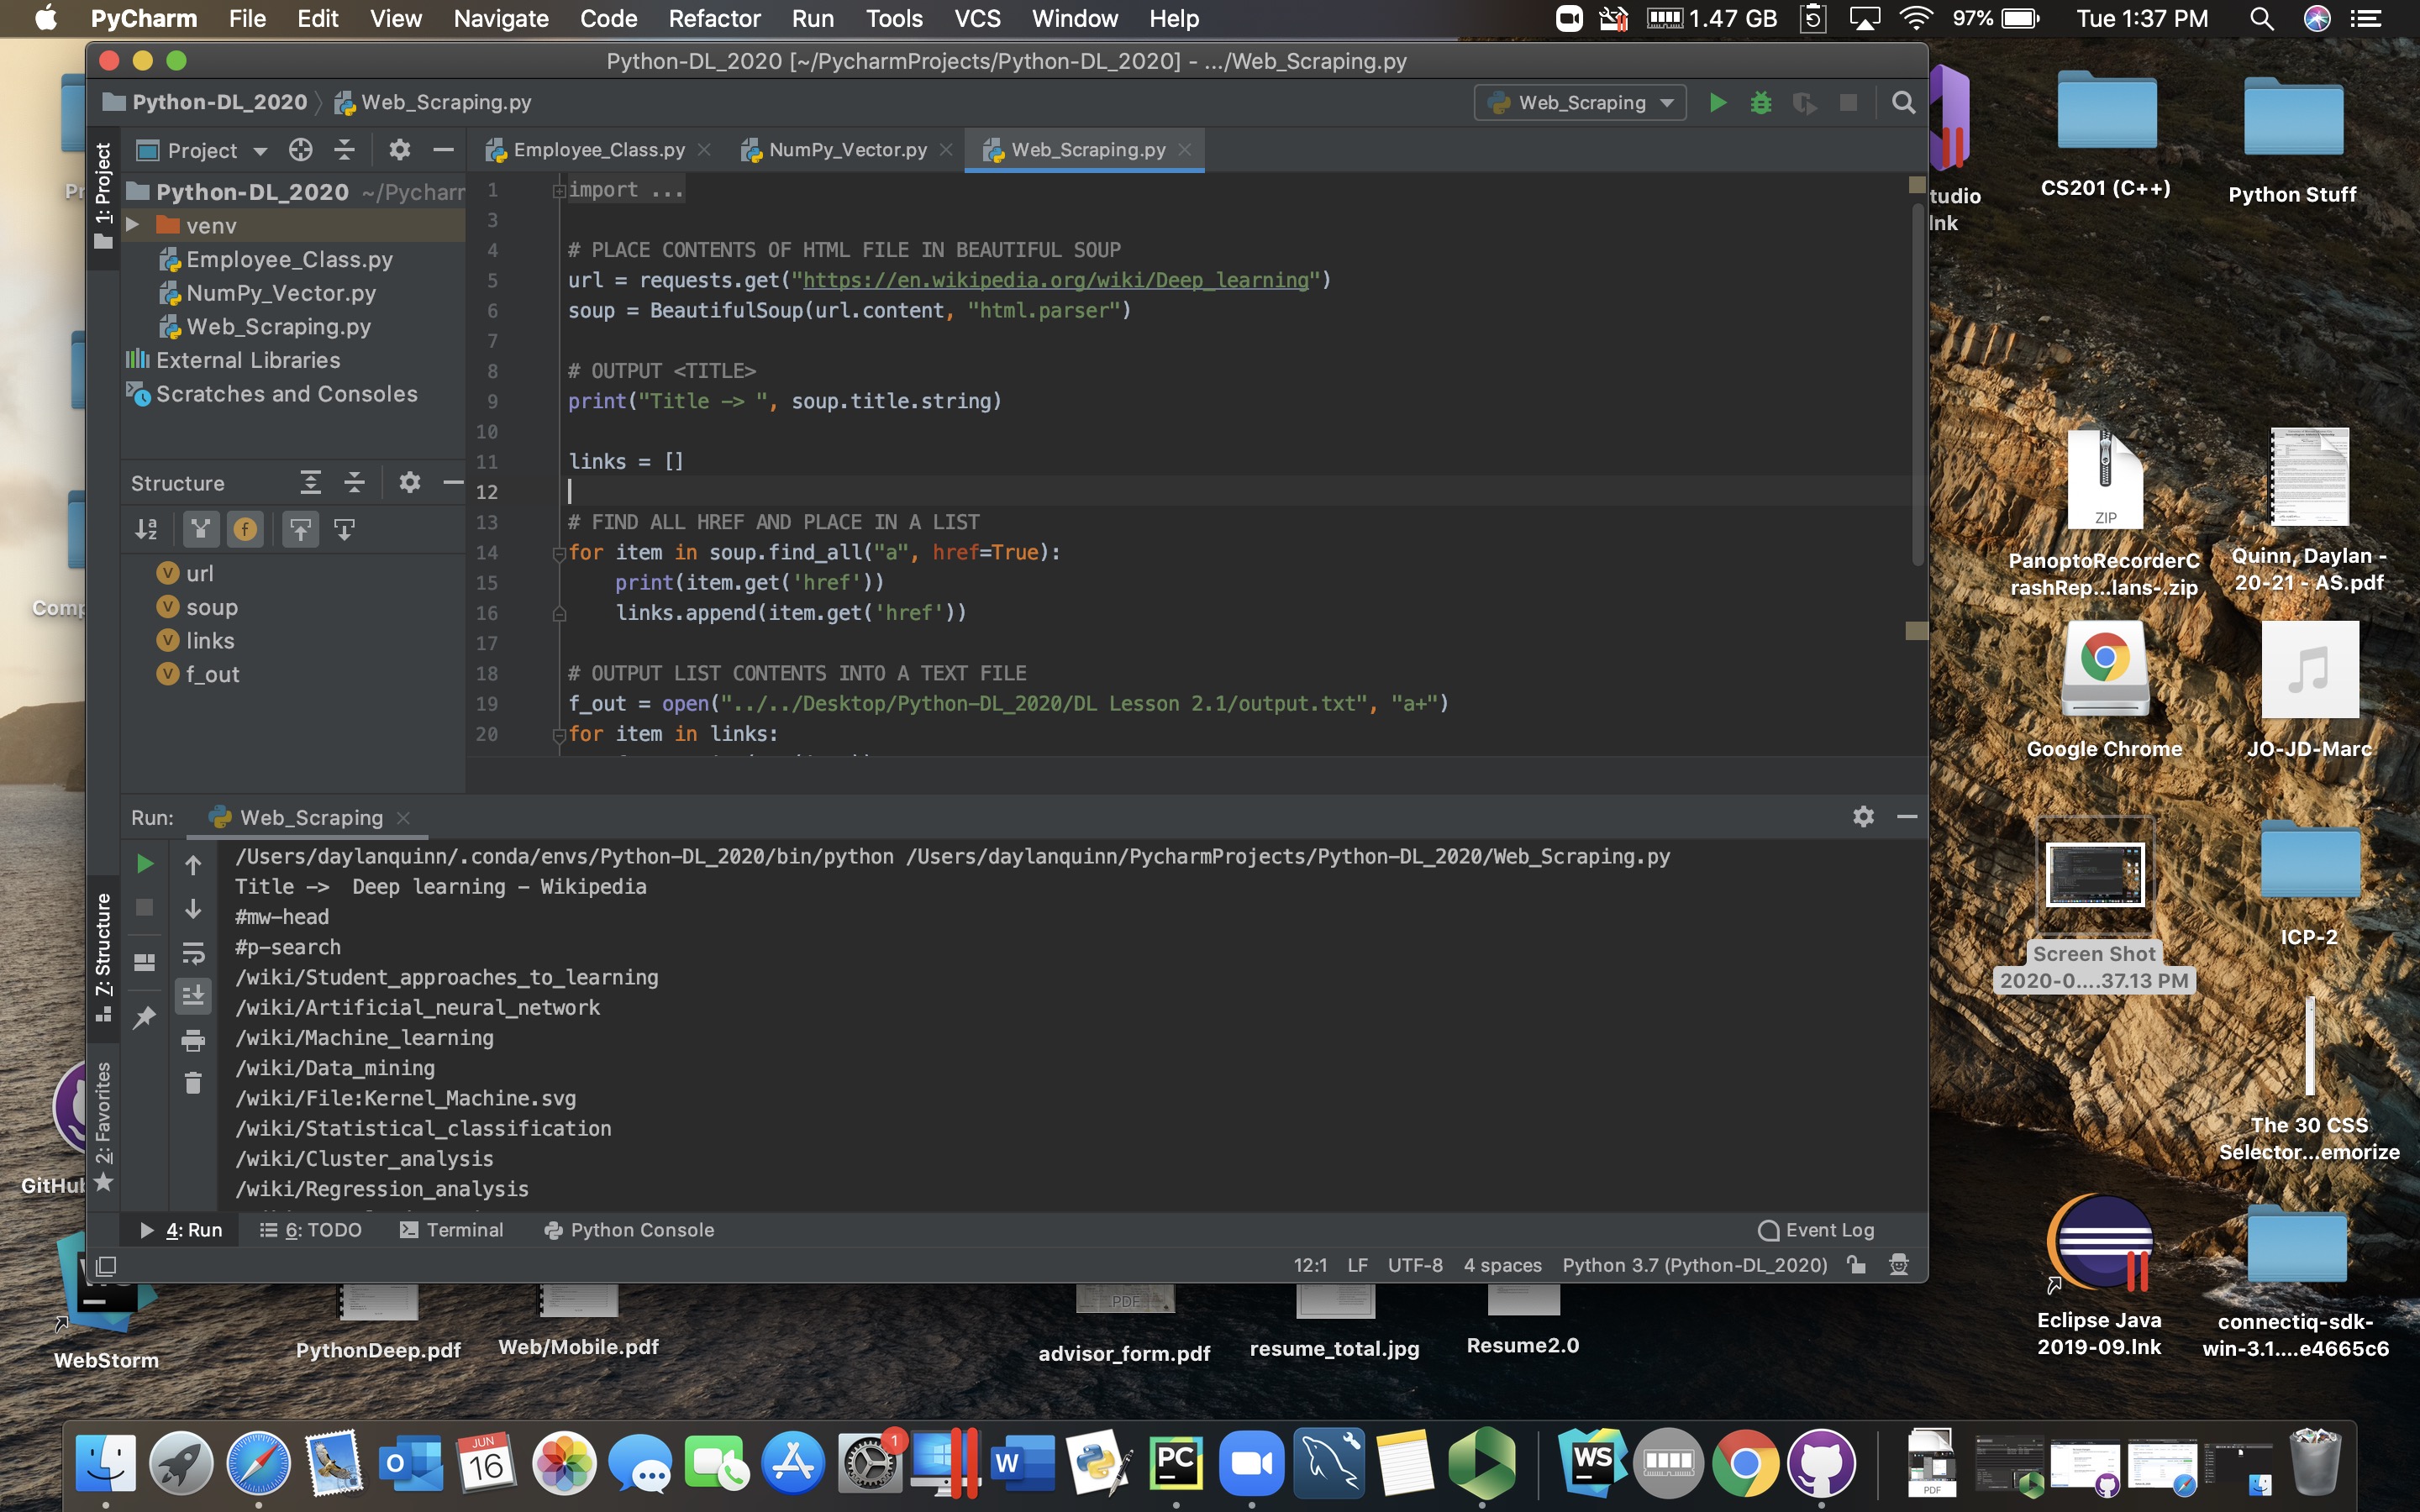 PyCharm File Edit View Navigate Code Refactor Run Tools VCS Window Help 1.47 GB 97% Tue 1:37 PM
Python-DL_2020 [~/PycharmProjects/Python-DL_2020] - .../Web_Scraping.py
Python-DL_2020 Web_Scraping.py Web_Scraping
1: Project
Project
Python-DL_2020 ~/Pycharm
venv
Employee_Class.py
NumPy_Vector.py
Web_Scraping.py
External Libraries
Scratches and Consoles
Structure
url
soup
links
f_out
Employee_Class.py NumPy_Vector.py Web_Scraping.py
1 import ...
3
4 # PLACE CONTENTS OF HTML FILE IN BEAUTIFUL SOUP
5 url = requests.get("https://en.wikipedia.org/wiki/Deep_learning")
6 soup = BeautifulSoup(url.content, "html.parser")
7
8 # OUTPUT <TITLE>
9 print("Title -> ", soup.title.string)
10
11 links = []
12
13 # FIND ALL HREF AND PLACE IN A LIST
14 for item in soup.find_all("a", href=True):
15 print(item.get('href'))
16 links.append(item.get('href'))
17
18 # OUTPUT LIST CONTENTS INTO A TEXT FILE
19 f_out = open("../../Desktop/Python-DL_2020/DL Lesson 2.1/output.txt", "a+")
20 for item in links:
Run: Web_Scraping
/Users/daylanquinn/.conda/envs/Python-DL_2020/bin/python /Users/daylanquinn/PycharmProjects/Python-DL_2020/Web_Scraping.py
Title ->  Deep learning - Wikipedia
#mw-head
#p-search
/wiki/Student_approaches_to_learning
/wiki/Artificial_neural_network
/wiki/Machine_learning
/wiki/Data_mining
/wiki/File:Kernel_Machine.svg
/wiki/Statistical_classification
/wiki/Cluster_analysis
/wiki/Regression_analysis
7: Structure
2: Favorites
4: Run 6: TODO Terminal Python Console Event Log
12:1 LF UTF-8 4 spaces Python 3.7 (Python-DL_2020)
tudio
lnk
CS201 (C++)
Python Stuff
ZIP
PanoptoRecorderC
rashRep...lans-.zip
Quinn, Daylan -
20-21 - AS.pdf
Google Chrome
JO-JD-Marc
Screen Shot
2020-0....37.13 PM
ICP-2
The 30 CSS
Selector...emorize
Eclipse Java
2019-09.lnk
connectiq-sdk-
win-3.1....e4665c6
Pr
Comp
GitHub
WebStorm
PythonDeep.pdf
Web/Mobile.pdf
PDF
advisor_form.pdf
resume_total.jpg
Resume2.0
JUN
16
1
W
PC
WS
PDF